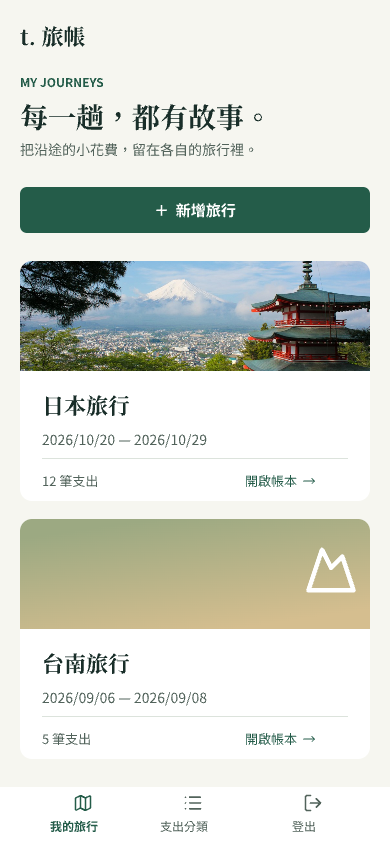 t. 旅帳
MY JOURNEYS
每一趟，都有故事。
把沿途的小花費，留在各自的旅行裡。
＋ 新增旅行
日本旅行
2026/10/20 — 2026/10/29
12 筆支出 開啟帳本 →
台南旅行
2026/09/06 — 2026/09/08
5 筆支出 開啟帳本 →
我的旅行 支出分類 登出